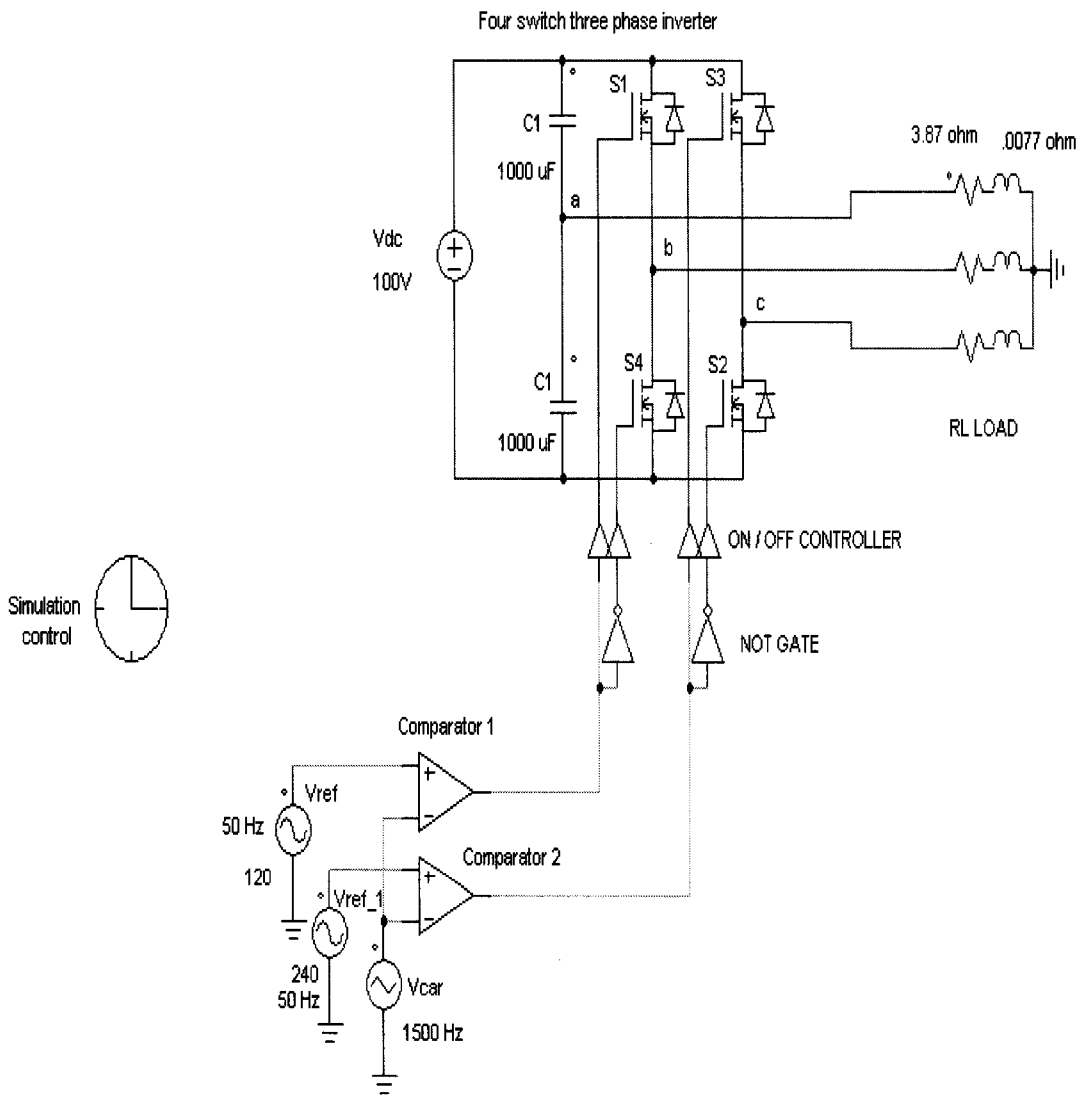 Four switch three phase inverter
S1
S3
C1
1000 uF
3.87 ohm
.0077 ohm
a
Vdc
100V
b
c
C1
1000 uF
S4
S2
RL LOAD
ON / OFF CONTROLLER
Simulation
control
NOT GATE
Comparator 1
Vref
50 Hz
120
Comparator 2
Vref_1
240
50 Hz
Vcar
1500 Hz